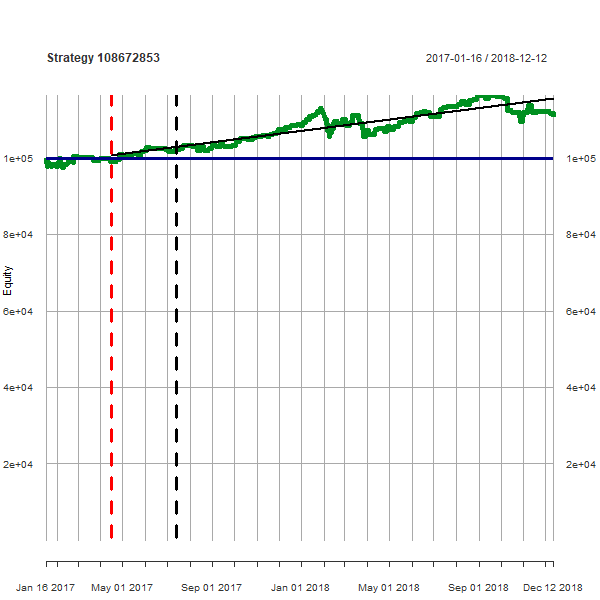 Strategy 108672853
2017-01-16 / 2018-12-12
1e+05
1e+05
8e+04
8e+04
Equity
6e+04
6e+04
4e+04
4e+04
2e+04
2e+04
Jan 16 2017
May 01 2017
Sep 01 2017
Jan 01 2018
May 01 2018
Sep 01 2018
Dec 12 2018